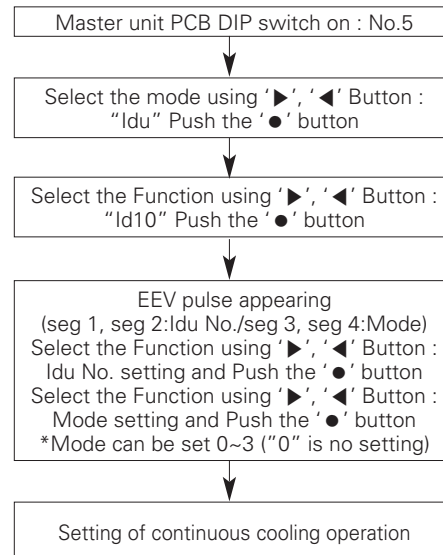 Master unit PCB DIP switch on : No.5
Select the mode using ‘▶’, ‘◀’ Button :
“Idu” Push the ‘●’ button
Select the Function using ‘▶’, ‘◀’ Button :
“Id10” Push the ‘●’ button
EEV pulse appearing
(seg 1, seg 2:Idu No./seg 3, seg 4:Mode)
Select the Function using ‘▶’, ‘◀’ Button :
Idu No. setting and Push the ‘●’ button
Select the Function using ‘▶’, ‘◀’ Button :
Mode setting and Push the ‘●’ button
*Mode can be set 0~3 ("0" is no setting)
Setting of continuous cooling operation